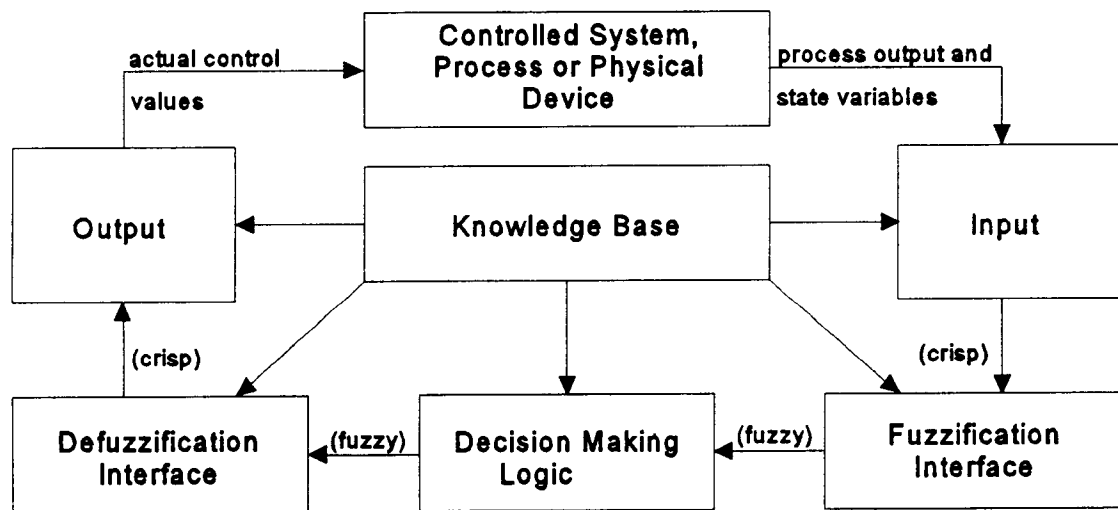 Controlled System,
Process or Physical
Device
actual control
values
process output and
state variables
Output
Knowledge Base
Input
(crisp)
(crisp)
Defuzzification
Interface
(fuzzy)
Decision Making
Logic
(fuzzy)
Fuzzification
Interface